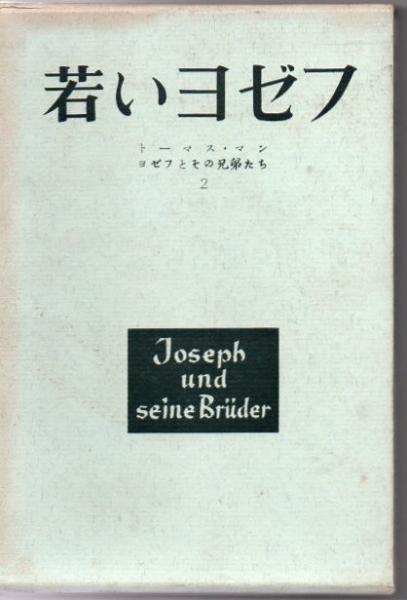 若いヨゼフ
トーマス・マン
ヨゼフとその兄弟たち
2
Joseph
und
seine Brüder